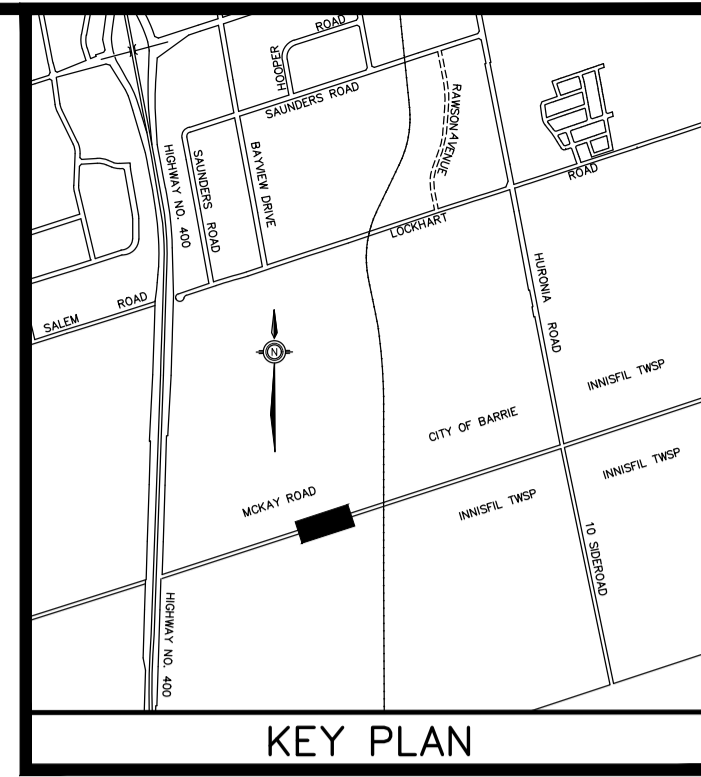 ROAD
HOOPER
SAUNDERS ROAD
RAWSON AVENUE
HIGHWAY NO. 400
SAUNDERS ROAD
BAYVIEW DRIVE
ROAD
LOCKHART
SALEM ROAD
HURONIA ROAD
N
INNISFIL TWSP
CITY OF BARRIE
INNISFIL TWSP
MCKAY ROAD
INNISFIL TWSP
10 SIDEROAD
HIGHWAY NO. 400
KEY PLAN